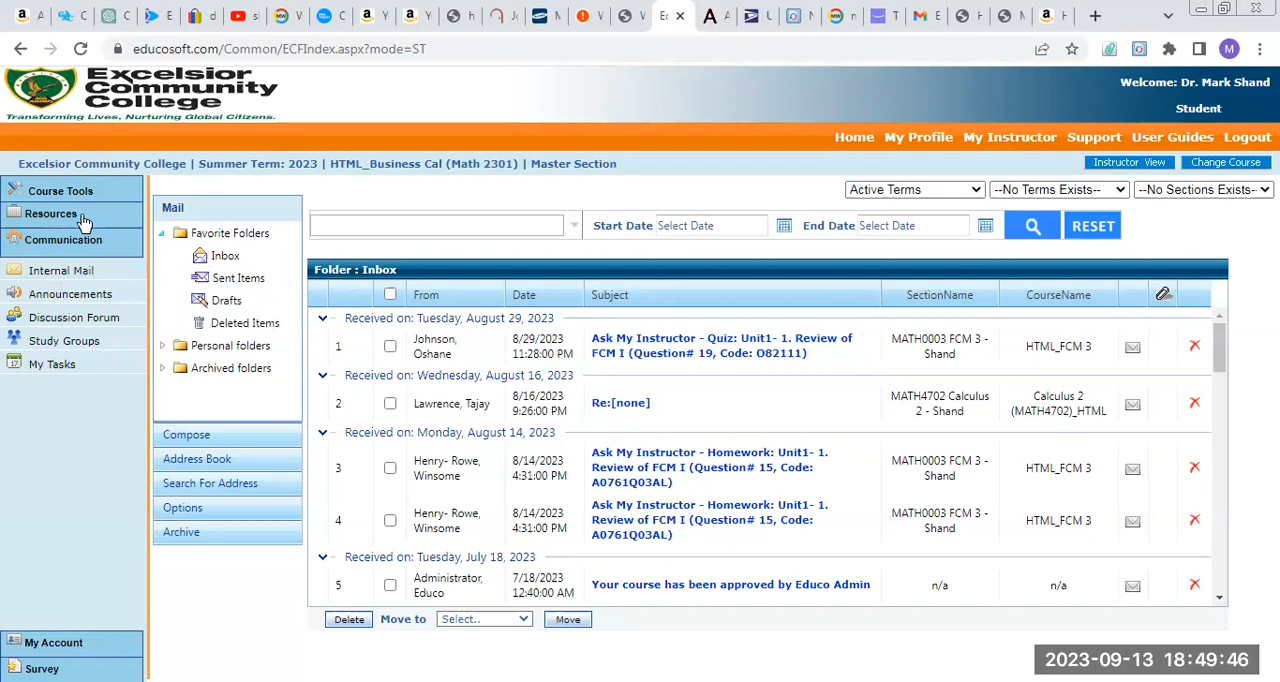 educosoft.com/Common/ECFIndex.aspx?mode=ST
Excelsior
Community
College
Transforming Lives, Nurturing Global Citizens.
Welcome: Dr. Mark Shand
Student
Home My Profile My Instructor Support User Guides Logout
Excelsior Community College | Summer Term: 2023 | HTML_Business Cal (Math 2301) | Master Section
Instructor View
Change Course
Course Tools
Resources
Communication
Internal Mail
Announcements
Discussion Forum
Study Groups
My Tasks
My Account
Survey
Mail
Favorite Folders
Inbox
Sent Items
Drafts
Deleted Items
Personal folders
Archived folders
Compose
Address Book
Search For Address
Options
Archive
Active Terms --No Terms Exists-- --No Sections Exists--
Start Date Select Date End Date Select Date RESET
Folder : Inbox
From Date Subject SectionName CourseName
Received on: Tuesday, August 29, 2023
1 Johnson, Oshane 8/29/2023 11:28:00 PM Ask My Instructor - Quiz: Unit1- 1. Review of FCM I (Question# 19, Code: O82111) MATH0003 FCM 3 - Shand HTML_FCM 3
Received on: Wednesday, August 16, 2023
2 Lawrence, Tajay 8/16/2023 9:26:00 PM Re:[none] MATH4702 Calculus 2 - Shand Calculus 2 (MATH4702)_HTML
Received on: Monday, August 14, 2023
3 Henry- Rowe, Winsome 8/14/2023 4:31:00 PM Ask My Instructor - Homework: Unit1- 1. Review of FCM I (Question# 15, Code: A0761Q03AL) MATH0003 FCM 3 - Shand HTML_FCM 3
4 Henry- Rowe, Winsome 8/14/2023 4:31:00 PM Ask My Instructor - Homework: Unit1- 1. Review of FCM I (Question# 15, Code: A0761Q03AL) MATH0003 FCM 3 - Shand HTML_FCM 3
Received on: Tuesday, July 18, 2023
5 Administrator, Educo 7/18/2023 12:40:00 AM Your course has been approved by Educo Admin n/a n/a
Delete Move to Select.. Move
2023-09-13 18:49:46